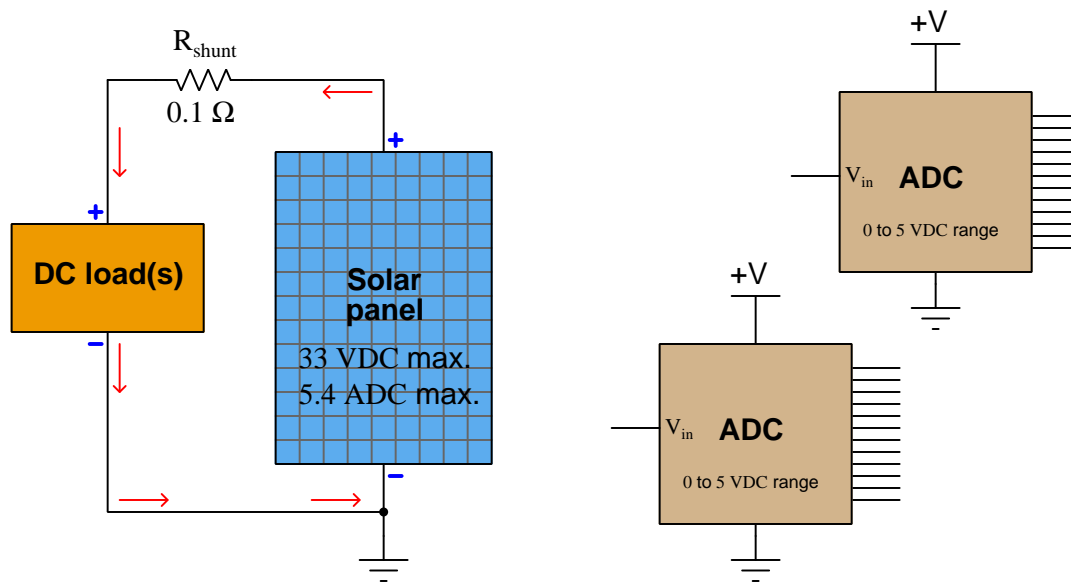 R_shunt
0.1 Ω
+
+
DC load(s)
−
Solar
panel
33 VDC max.
5.4 ADC max.
−
+V
V_in
ADC
0 to 5 VDC range
+V
V_in
ADC
0 to 5 VDC range